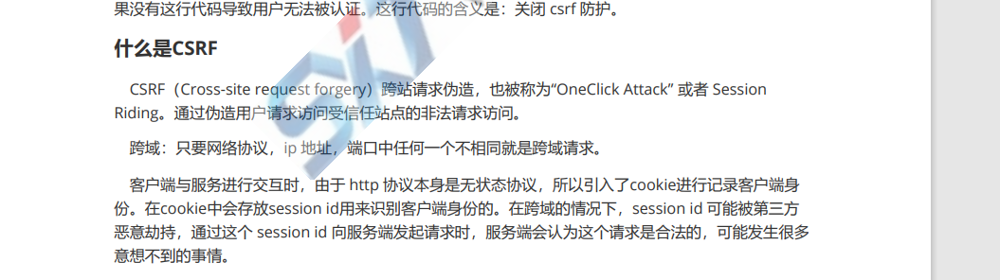 果没有这行代码导致用户无法被认证。这行代码的含义是：关闭 csrf 防护。
什么是CSRF
CSRF（Cross-site request forgery）跨站请求伪造，也被称为“OneClick Attack” 或者 Session
Riding。通过伪造用户请求访问受信任站点的非法请求访问。
跨域：只要网络协议，ip 地址，端口中任何一个不相同就是跨域请求。
客户端与服务进行交互时，由于 http 协议本身是无状态协议，所以引入了cookie进行记录客户端身
份。在cookie中会存放session id用来识别客户端身份的。在跨域的情况下，session id 可能被第三方
恶意劫持，通过这个 session id 向服务端发起请求时，服务端会认为这个请求是合法的，可能发生很多
意想不到的事情。